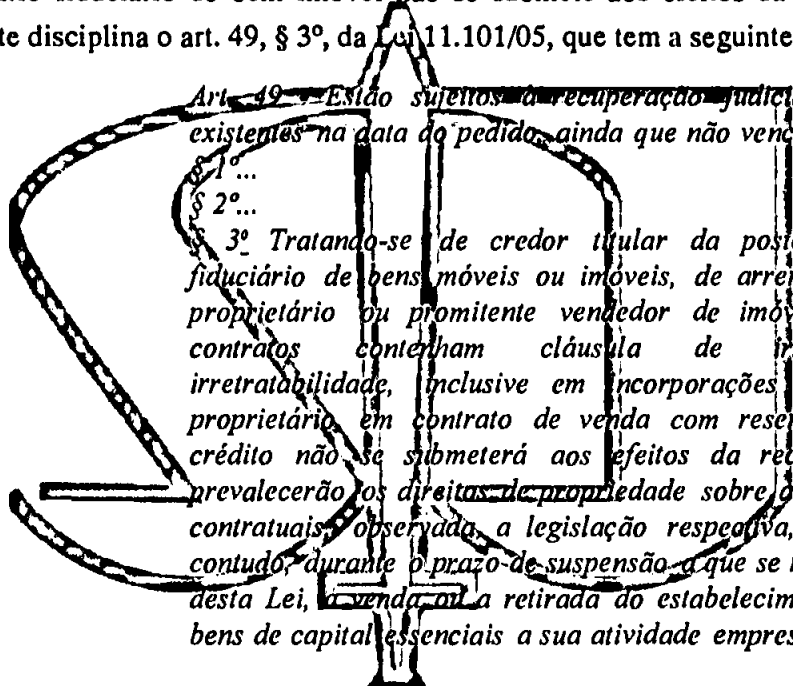 te disciplina o art. 49, § 3º, da Lei 11.101/05, que tem a seguinte
Art. 49 - Estão sujeitos à recuperação judici
existentes na data do pedido, ainda que não venc
§ 1º...
§ 2º...
§ 3º Tratando-se de credor titular da pos
fiduciário de bens móveis ou imóveis, de arre
proprietário ou promitente vendedor de imóv
contratos contenham cláusula de ir
irretratabilidade, inclusive em incorporações
proprietário em contrato de venda com rese
crédito não se submeterá aos efeitos da re
prevalecerão os direitos de propriedade sobre a
contratuais, observada a legislação respectiva,
contudo, durante o prazo de suspensão a que se r
desta Lei, a venda ou a retirada do estabelecim
bens de capital essenciais a sua atividade empres